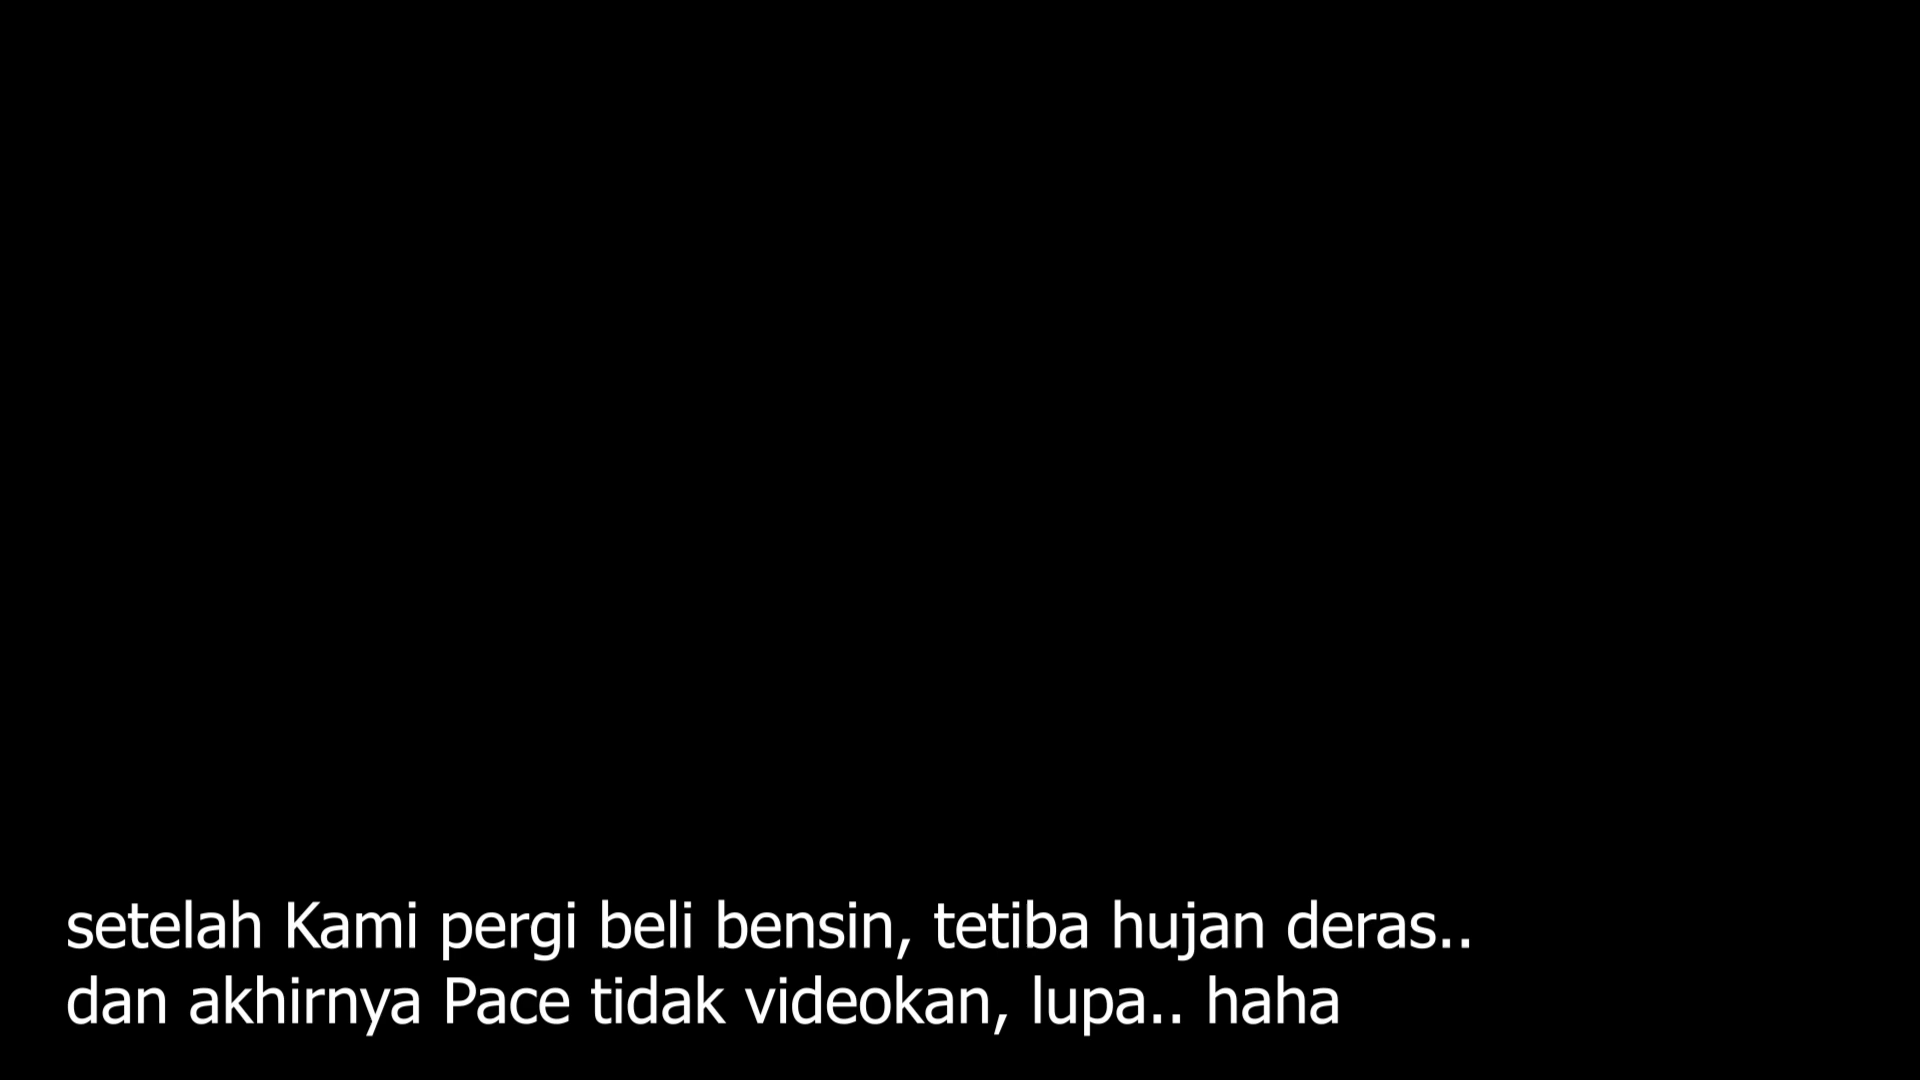 setelah Kami pergi beli bensin, tetiba hujan deras..
dan akhirnya Pace tidak videokan, lupa.. haha